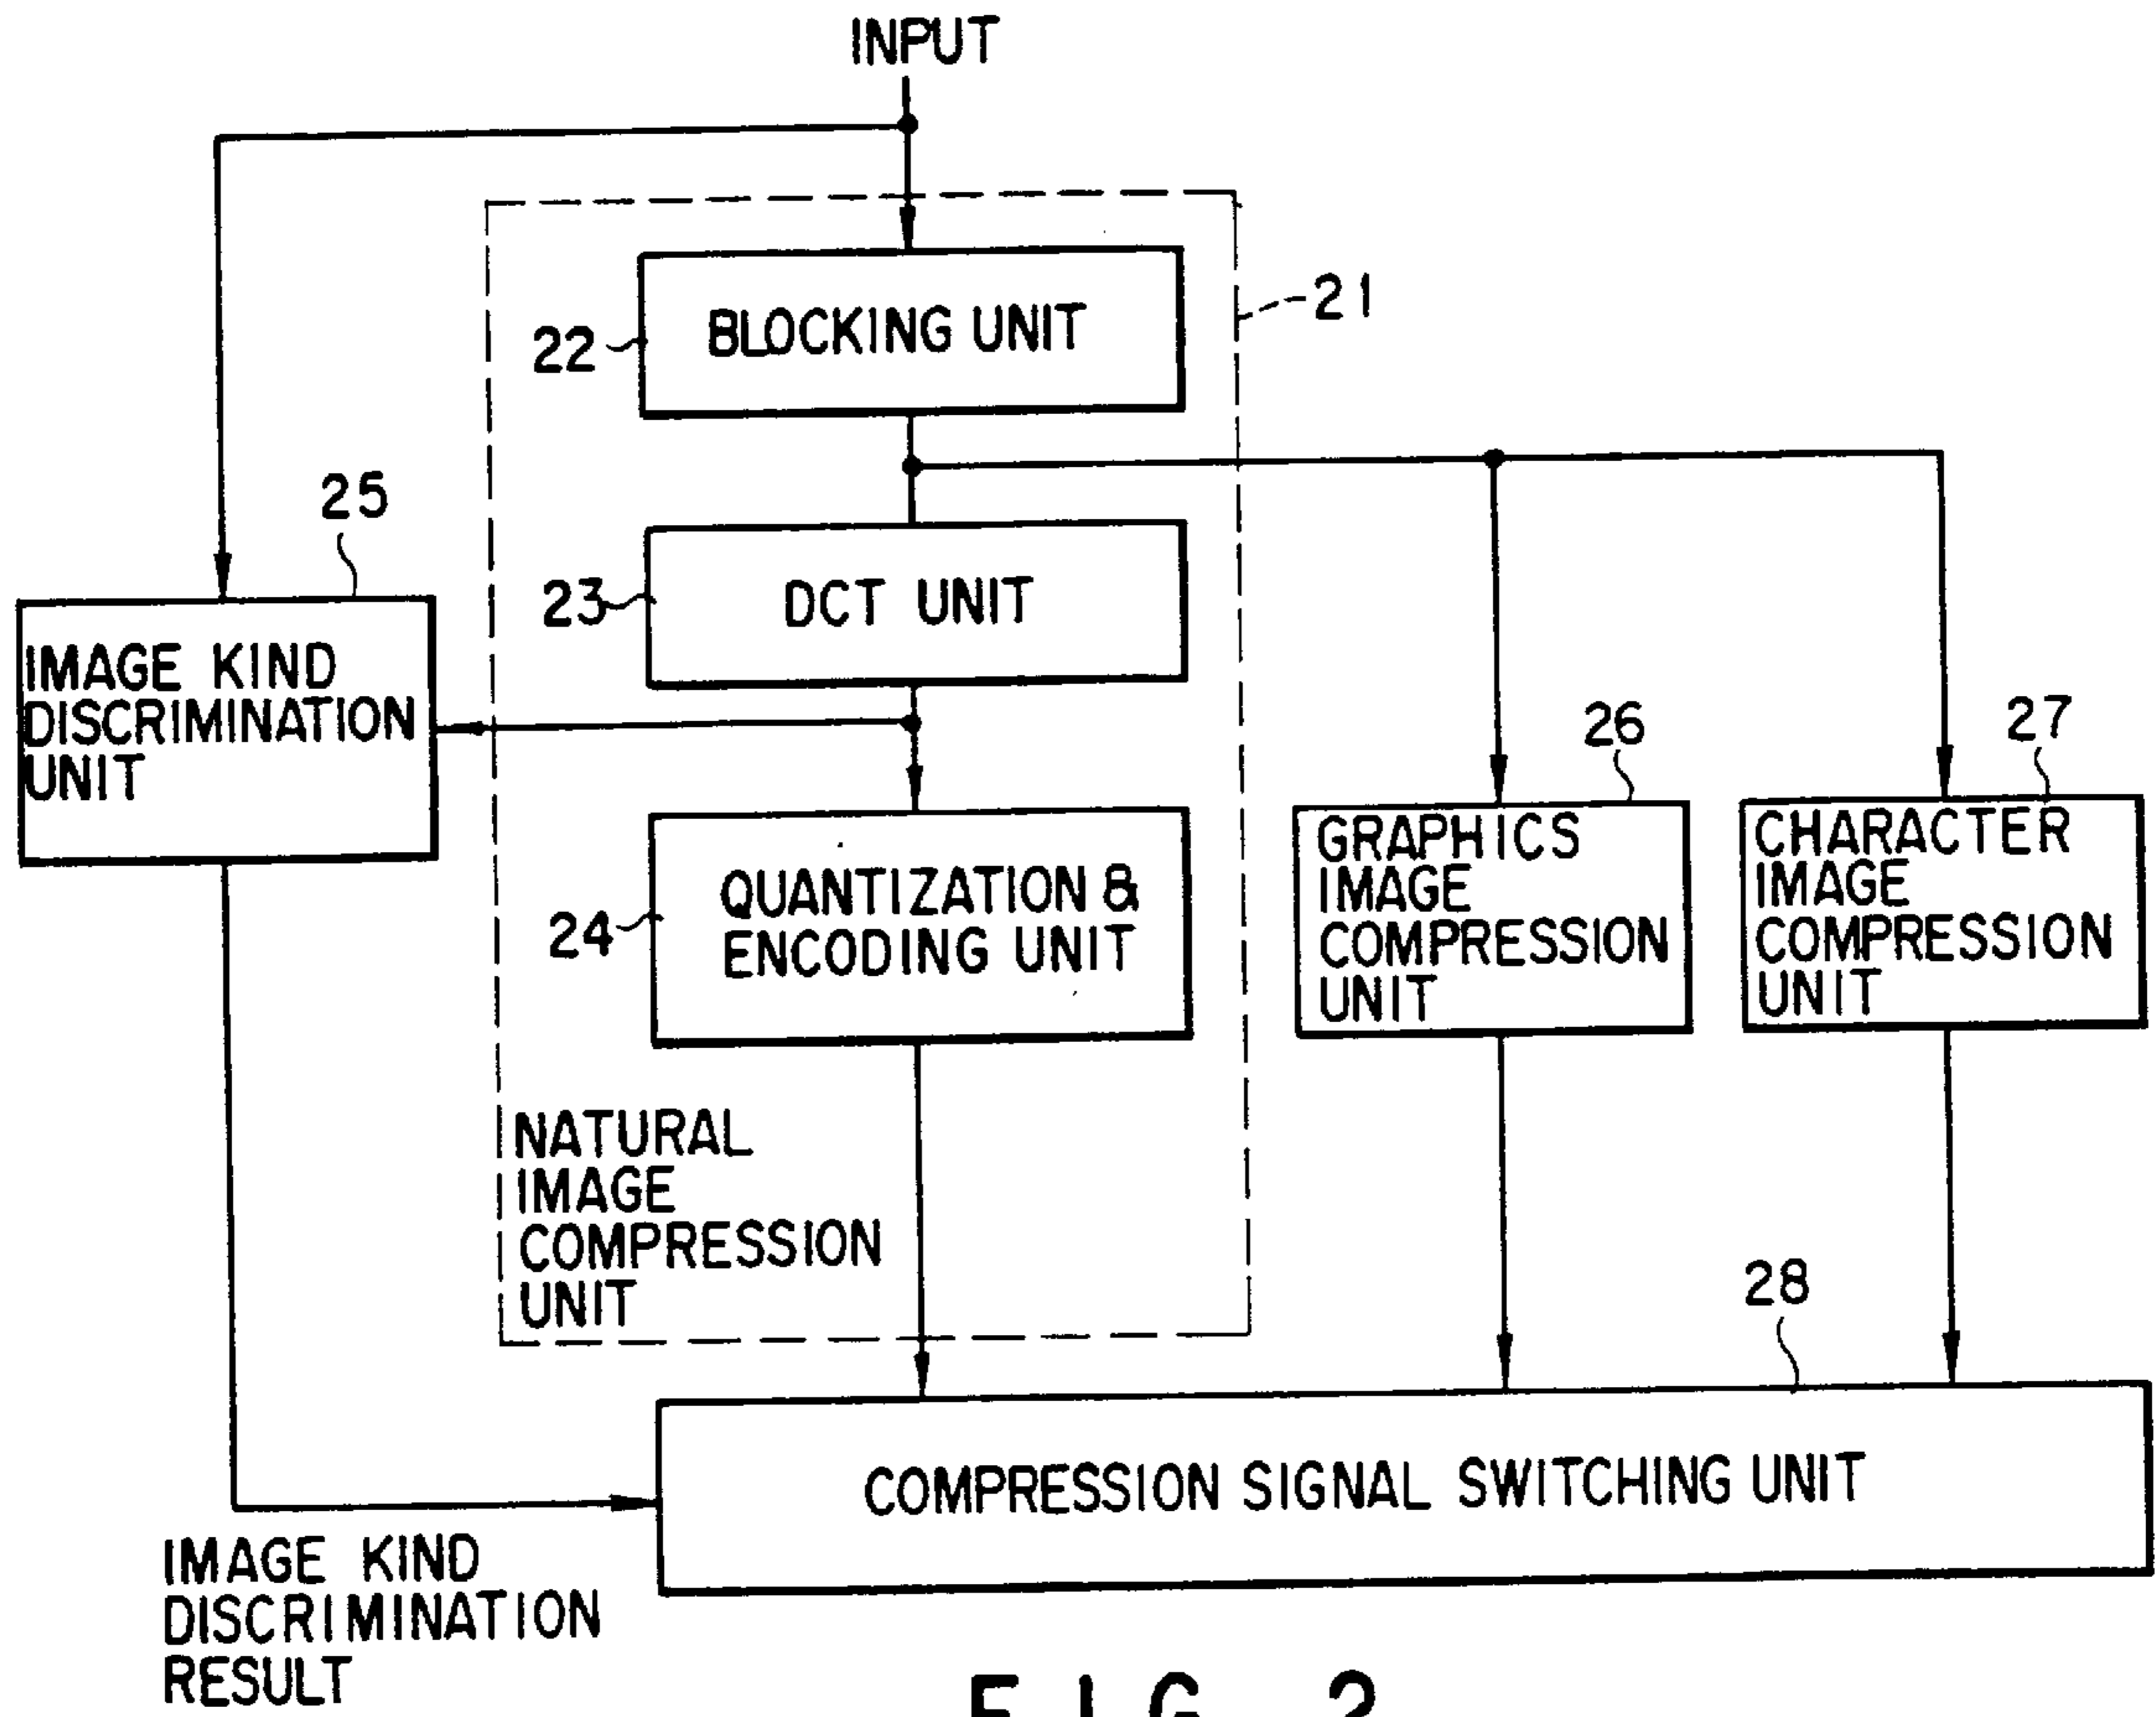 INPUT
21
22
BLOCKING UNIT
25
23
DCT UNIT
IMAGE KIND
DISCRIMINATION
UNIT
26
27
24
QUANTIZATION &
ENCODING UNIT
GRAPHICS
IMAGE
COMPRESSION
UNIT
CHARACTER
IMAGE
COMPRESSION
UNIT
NATURAL
IMAGE
COMPRESSION
UNIT
28
COMPRESSION SIGNAL SWITCHING UNIT
IMAGE KIND
DISCRIMINATION
RESULT
FIG. 2